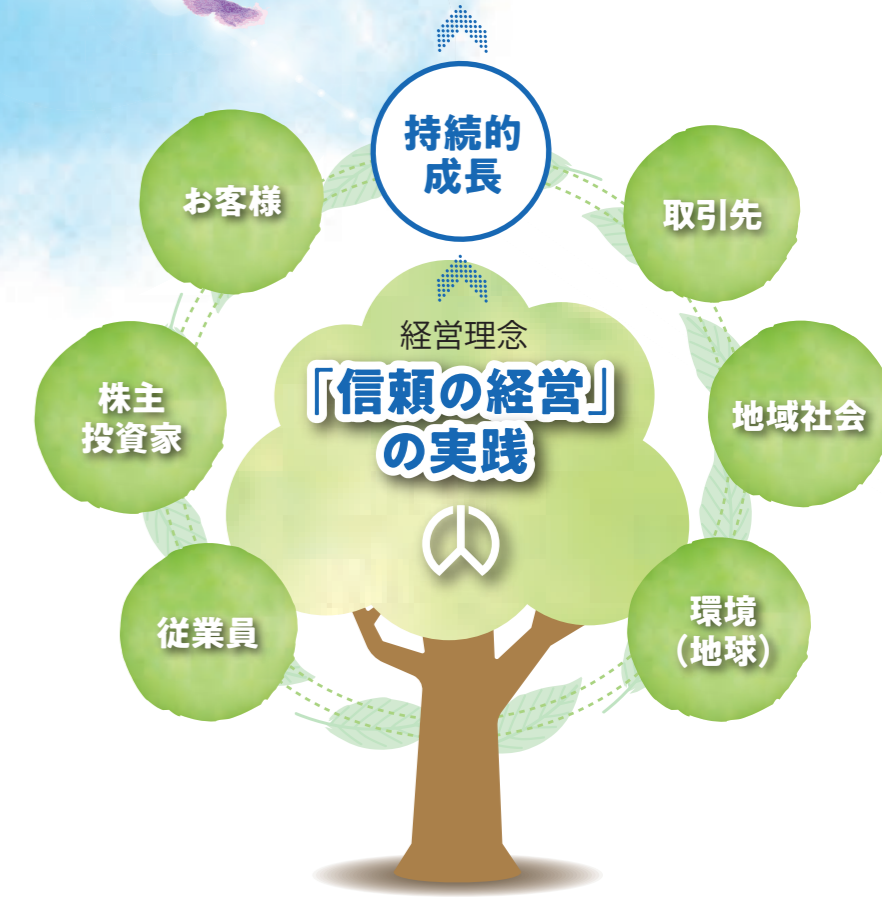 持続的
成長
お客様
取引先
経営理念
「信頼の経営」
の実践
株主
投資家
地域社会
従業員
環境
（地球）